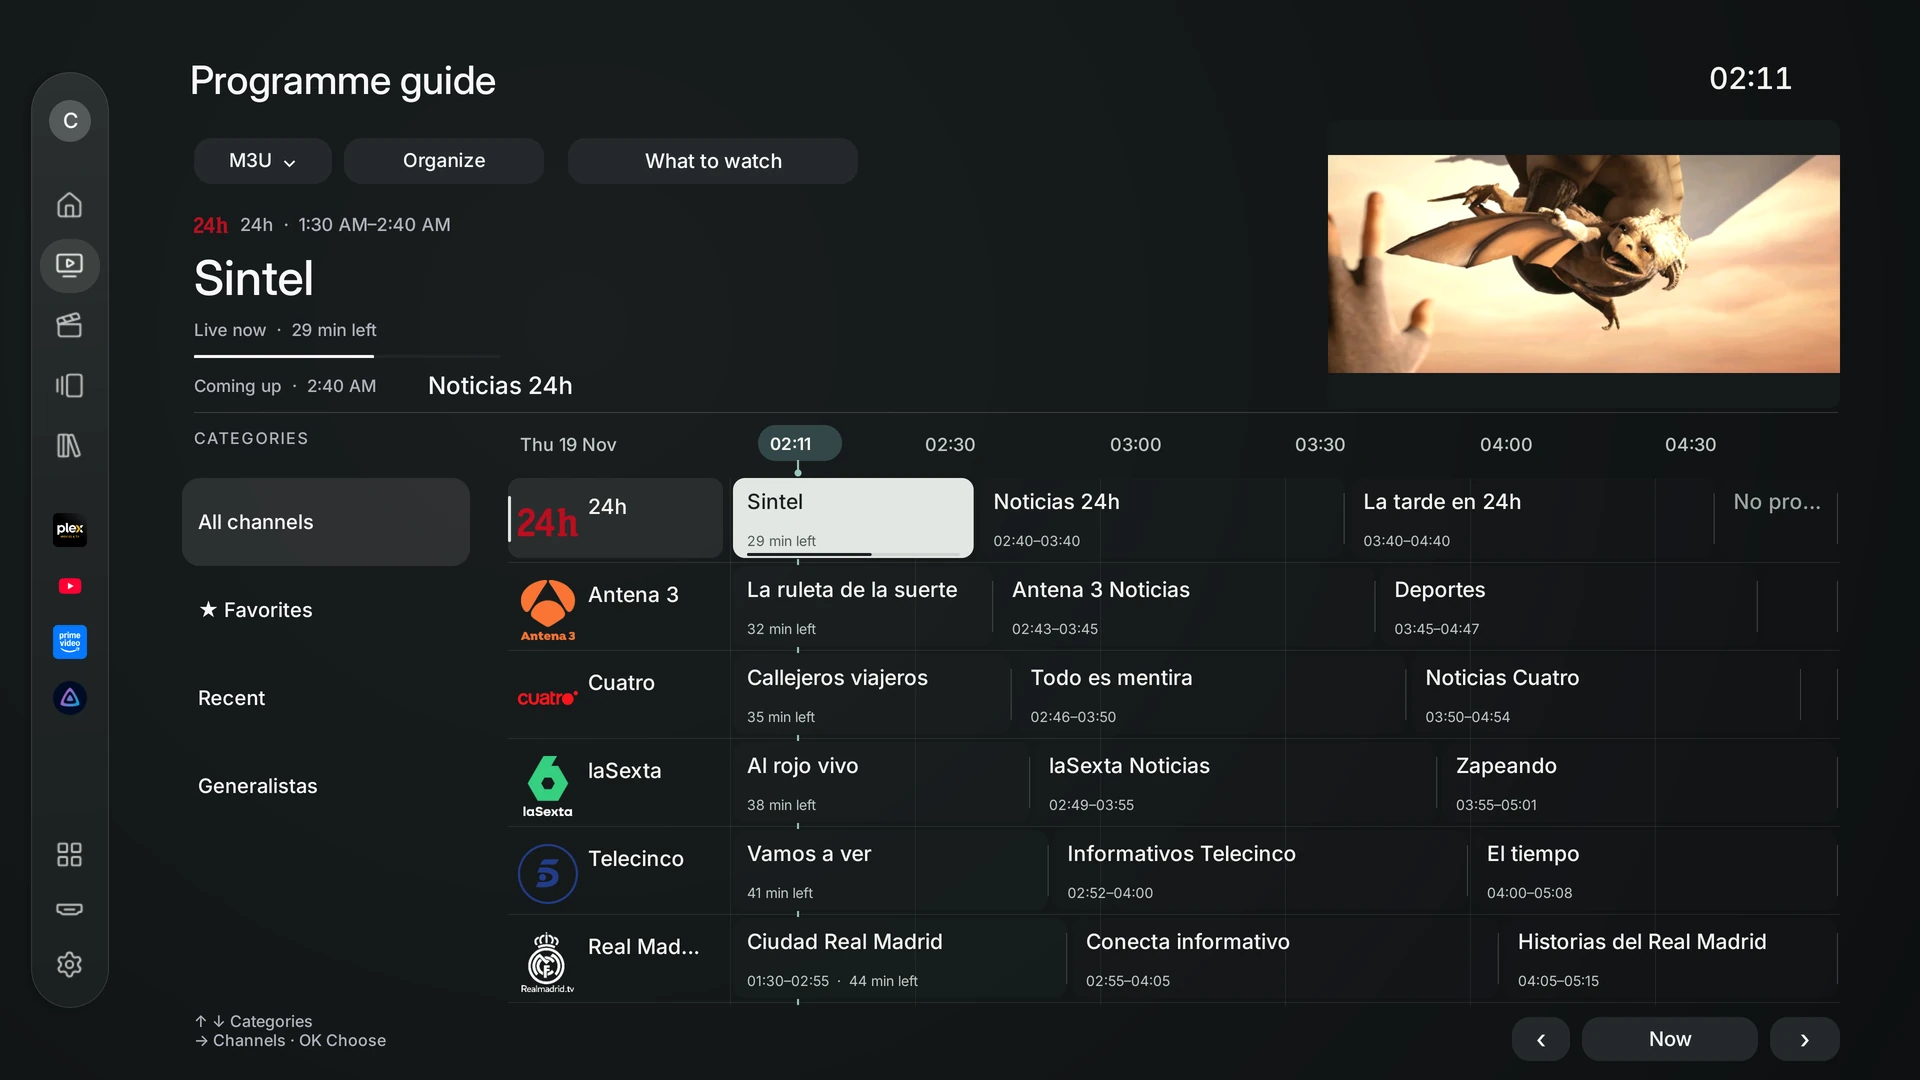 Programme guide
02:11
C
M3U
Organize
What to watch
24h 24h · 1:30 AM–2:40 AM
Sintel
Live now · 29 min left
Coming up · 2:40 AM Noticias 24h
CATEGORIES
Thu 19 Nov 02:11 02:30 03:00 03:30 04:00 04:30
All channels
★ Favorites
Recent
Generalistas
24h 24h
Sintel
29 min left
Noticias 24h
02:40–03:40
La tarde en 24h
03:40–04:40
No pro...
Antena 3
Antena 3
La ruleta de la suerte
32 min left
Antena 3 Noticias
02:43–03:45
Deportes
03:45–04:47
cuatro
Cuatro
Callejeros viajeros
35 min left
Todo es mentira
02:46–03:50
Noticias Cuatro
03:50–04:54
6
laSexta
laSexta
Al rojo vivo
38 min left
laSexta Noticias
02:49–03:55
Zapeando
03:55–05:01
5
Telecinco
Vamos a ver
41 min left
Informativos Telecinco
02:52–04:00
El tiempo
04:00–05:08
Realmadrid.tv
Real Mad...
Ciudad Real Madrid
01:30–02:55 · 44 min left
Conecta informativo
02:55–04:05
Historias del Real Madrid
04:05–05:15
plex
prime
video
↑ ↓ Categories
→ Channels · OK Choose
‹ Now ›